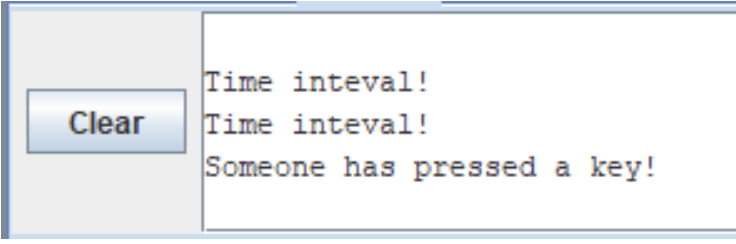 Clear
Time inteval!
Time inteval!
Someone has pressed a key!